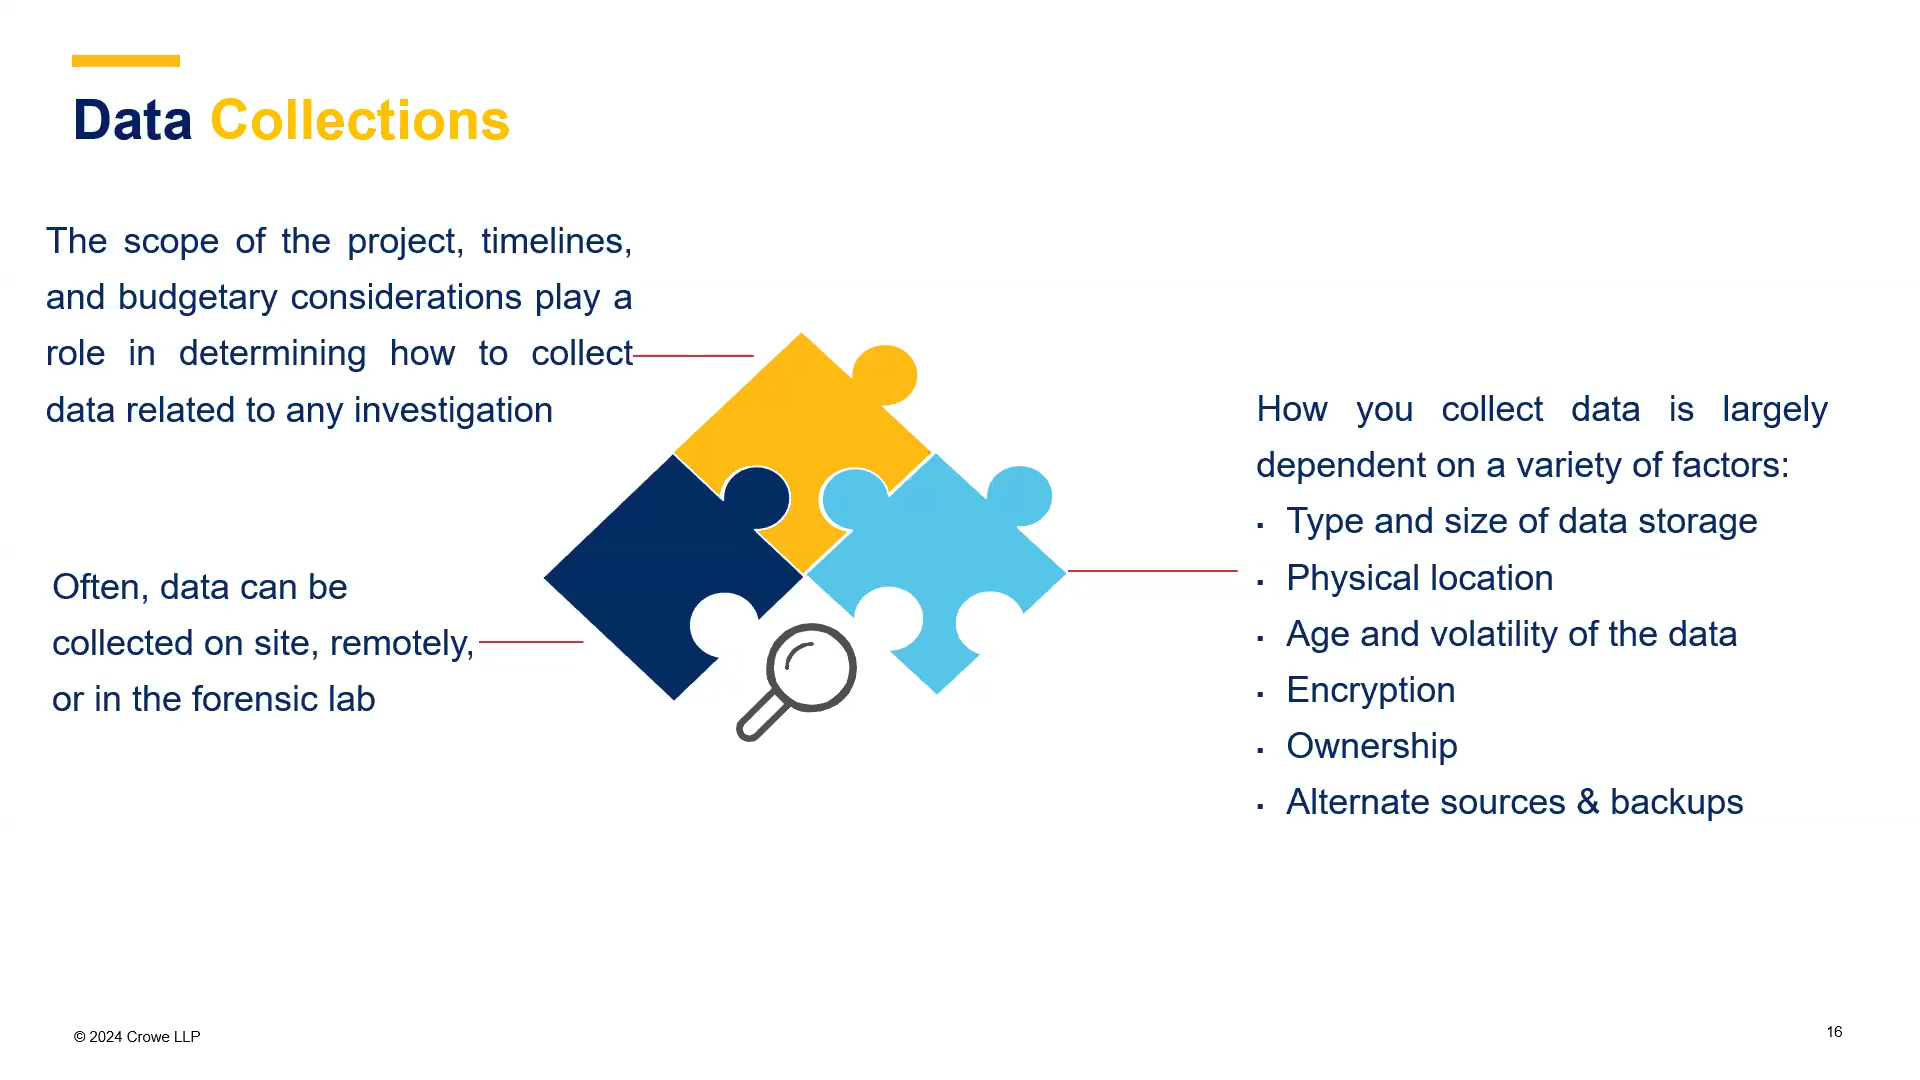 Data Collections
The scope of the project, timelines,
and budgetary considerations play a
role in determining how to collect
data related to any investigation
Often, data can be
collected on site, remotely,
or in the forensic lab
How you collect data is largely
dependent on a variety of factors:
▪ Type and size of data storage
▪ Physical location
▪ Age and volatility of the data
▪ Encryption
▪ Ownership
▪ Alternate sources & backups
© 2024 Crowe LLP
16